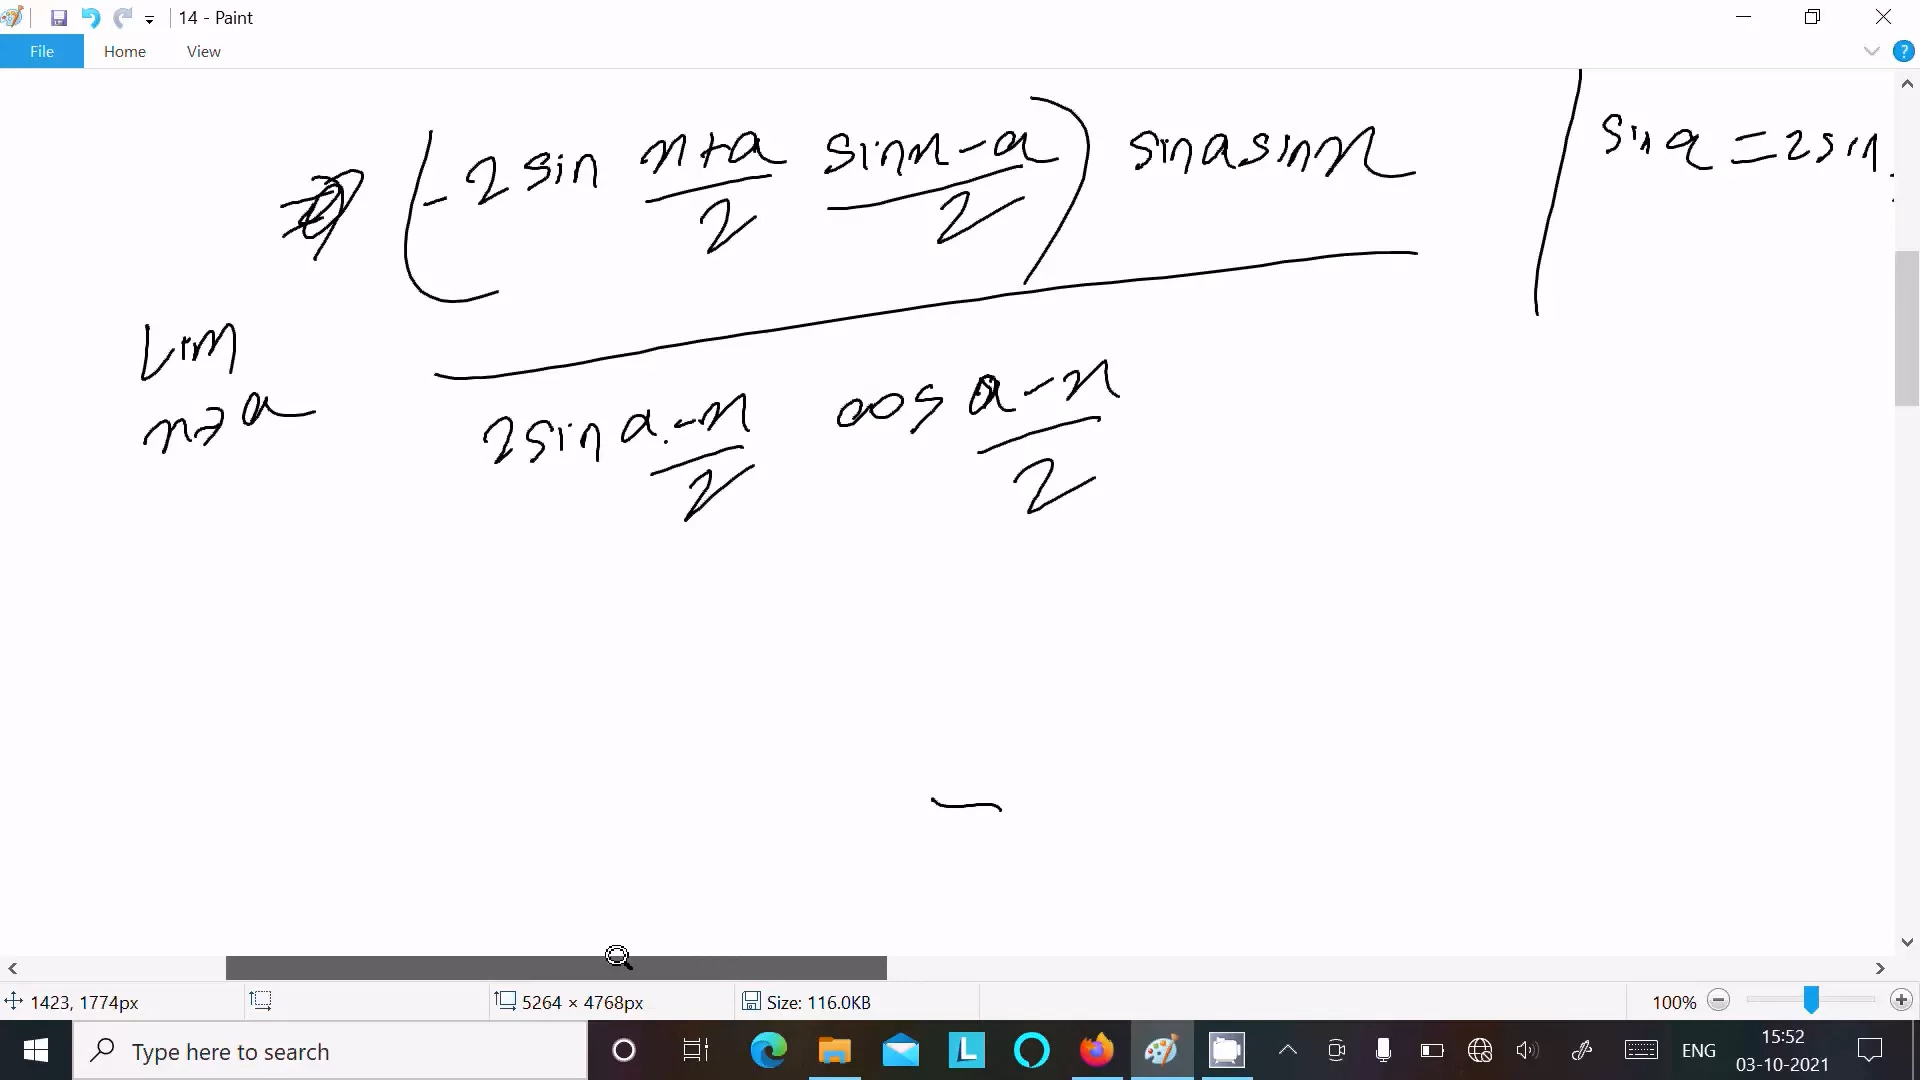 14 - Paint
File Home View
(-2 sin x+a/2 sin x-a/2) sin a sin x
sin a = 2 sin
Lim
x→a
2 sin a-x/2 cos a-x/2
1423, 1774px 5264 × 4768px Size: 116.0KB 100%
Type here to search
L
ENG
15:52
03-10-2021